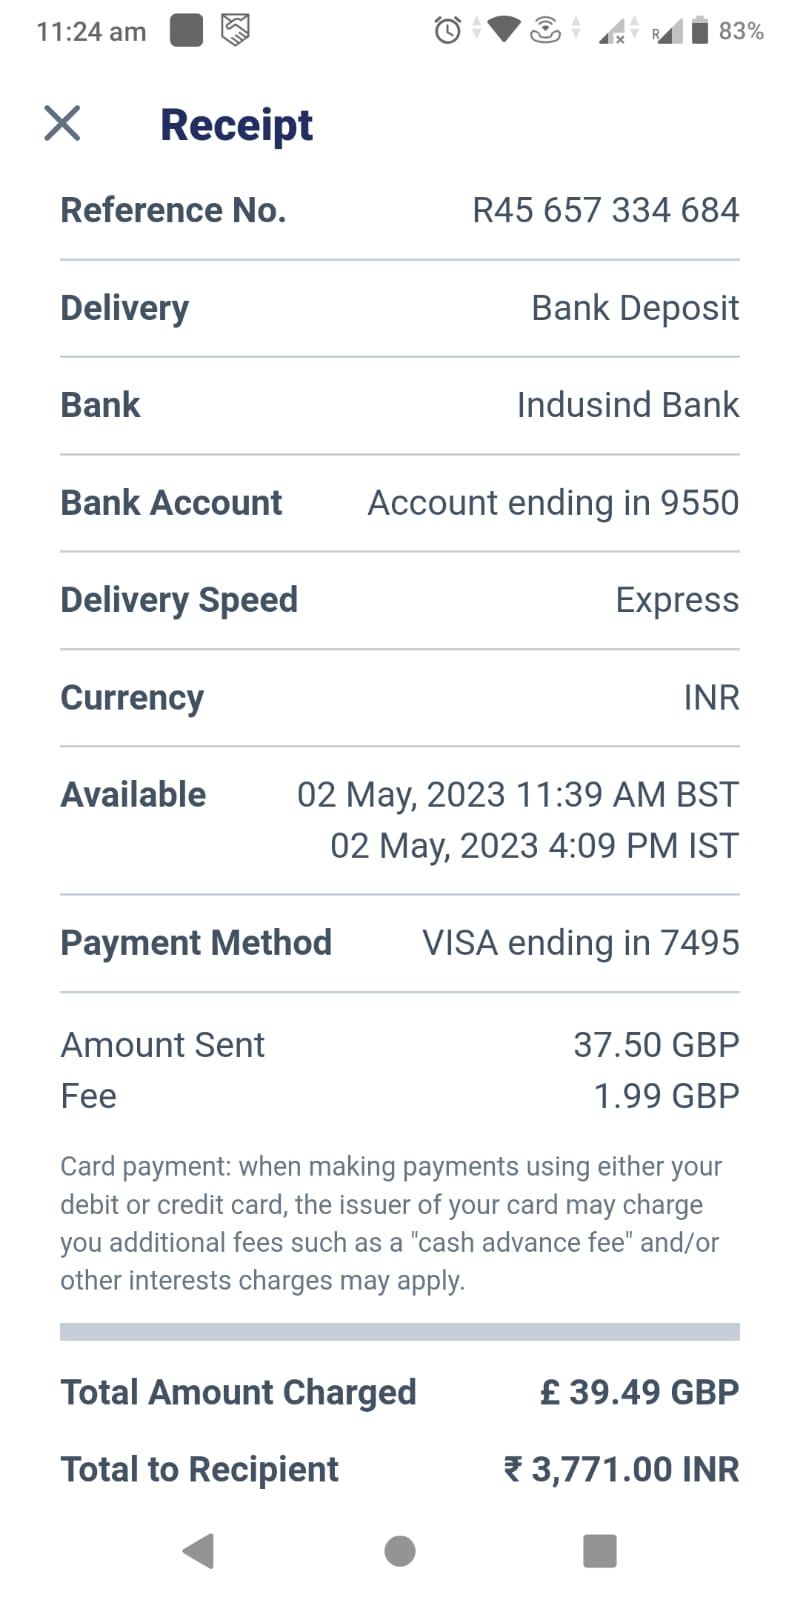 11:24 am
R
83%
Receipt
Reference No. R45 657 334 684
Delivery Bank Deposit
Bank Indusind Bank
Bank Account Account ending in 9550
Delivery Speed Express
Currency INR
Available 02 May, 2023 11:39 AM BST
02 May, 2023 4:09 PM IST
Payment Method VISA ending in 7495
Amount Sent 37.50 GBP
Fee 1.99 GBP
Card payment: when making payments using either your
debit or credit card, the issuer of your card may charge
you additional fees such as a "cash advance fee" and/or
other interests charges may apply.
Total Amount Charged £ 39.49 GBP
Total to Recipient ₹ 3,771.00 INR